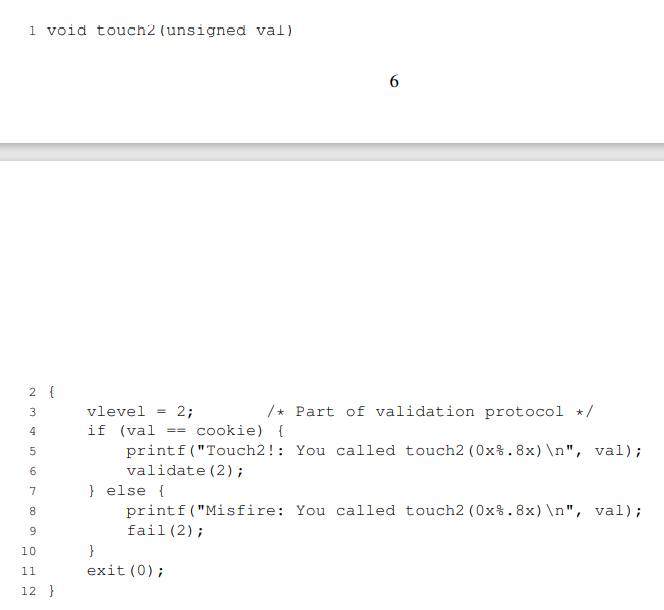 1 void touch2(unsigned val)
6
2 {
3 vlevel = 2; /* Part of validation protocol */
4 if (val == cookie) {
5 printf("Touch2!: You called touch2(0x%.8x)\n", val);
6 validate(2);
7 } else {
8 printf("Misfire: You called touch2(0x%.8x)\n", val);
9 fail(2);
10 }
11 exit(0);
12 }